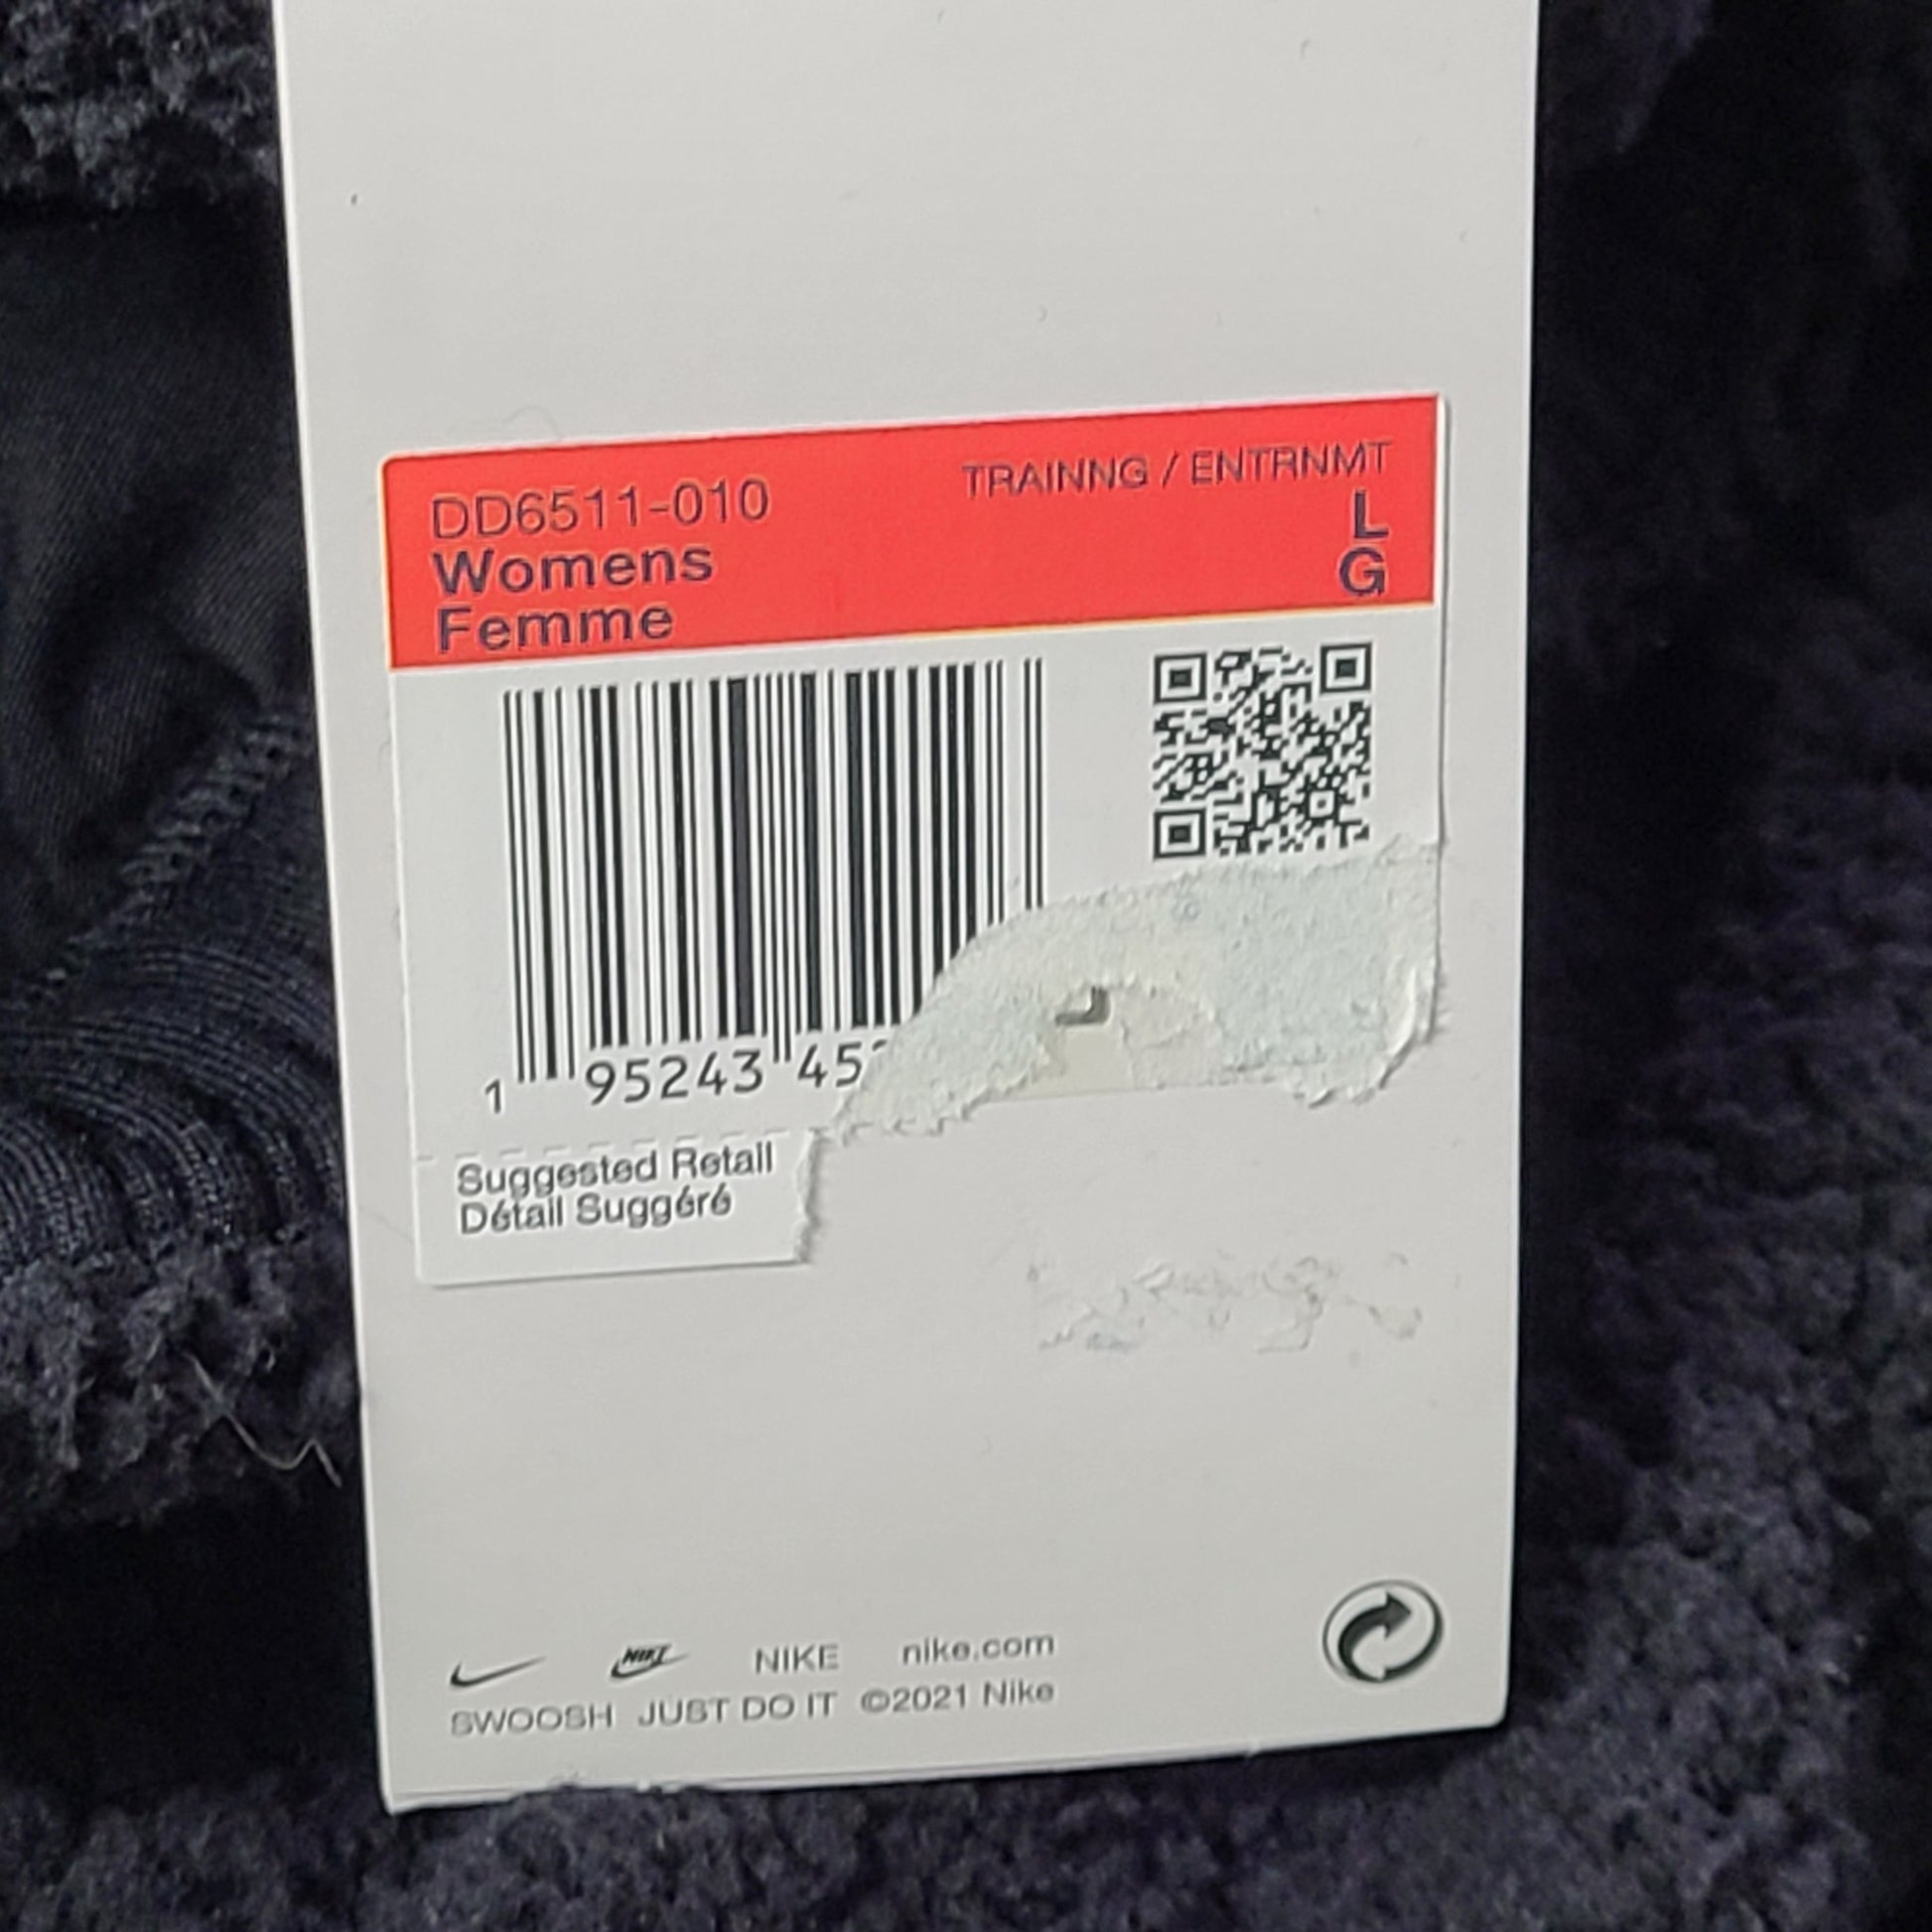 DD6511-010
TRAINNG / ENTRNMT
Womens
L
Femme
G
1 95243 45
Suggested Retail
Détail Suggéré
NIKE NIKE nike.com
SWOOSH JUST DO IT ©2021 Nike